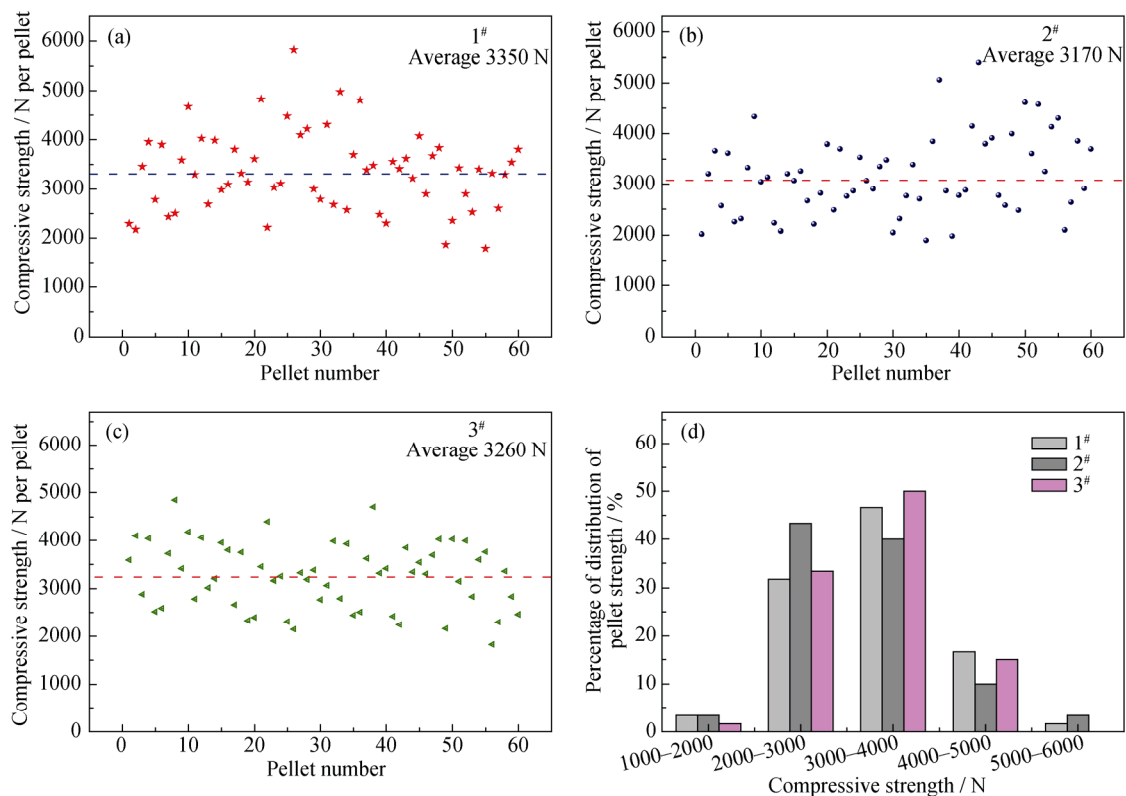 (a)
1#
Average 3350 N
Compressive strength / N per pellet
6000
5000
4000
3000
2000
1000
0
0 10 20 30 40 50 60
Pellet number
(b)
2#
Average 3170 N
Compressive strength / N per pellet
6000
5000
4000
3000
2000
1000
0
0 10 20 30 40 50 60
Pellet number
(c)
3#
Average 3260 N
Compressive strength / N per pellet
6000
5000
4000
3000
2000
1000
0
0 10 20 30 40 50 60
Pellet number
(d)
1#
2#
3#
Percentage of distribution of
pellet strength / %
60
50
40
30
20
10
0
1000–2000 2000–3000 3000–4000 4000–5000 5000–6000
Compressive strength / N